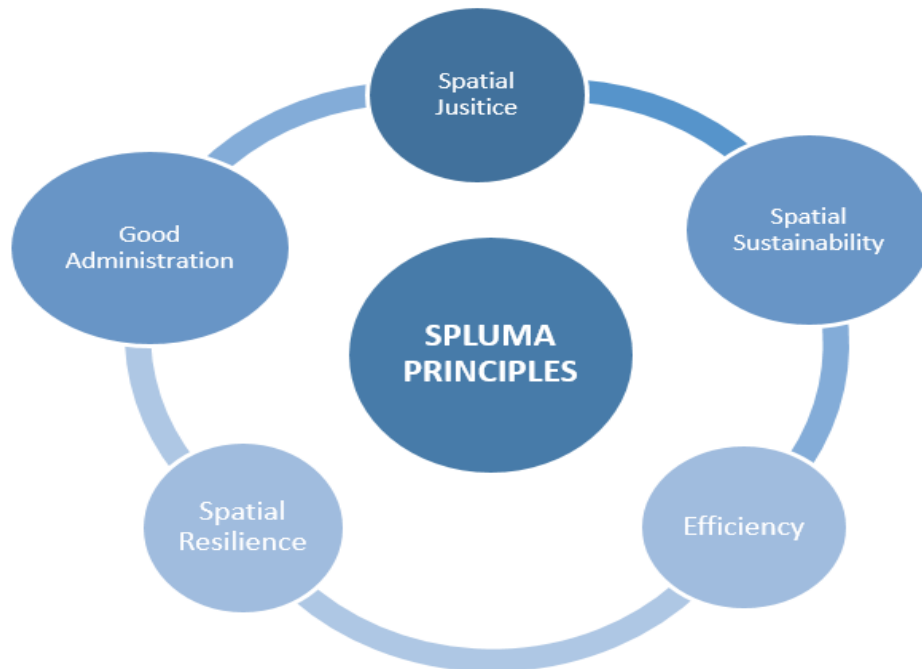 Spatial
Jusitice
Spatial
Sustainability
Efficiency
Spatial
Resilience
Good
Administration
SPLUMA
PRINCIPLES